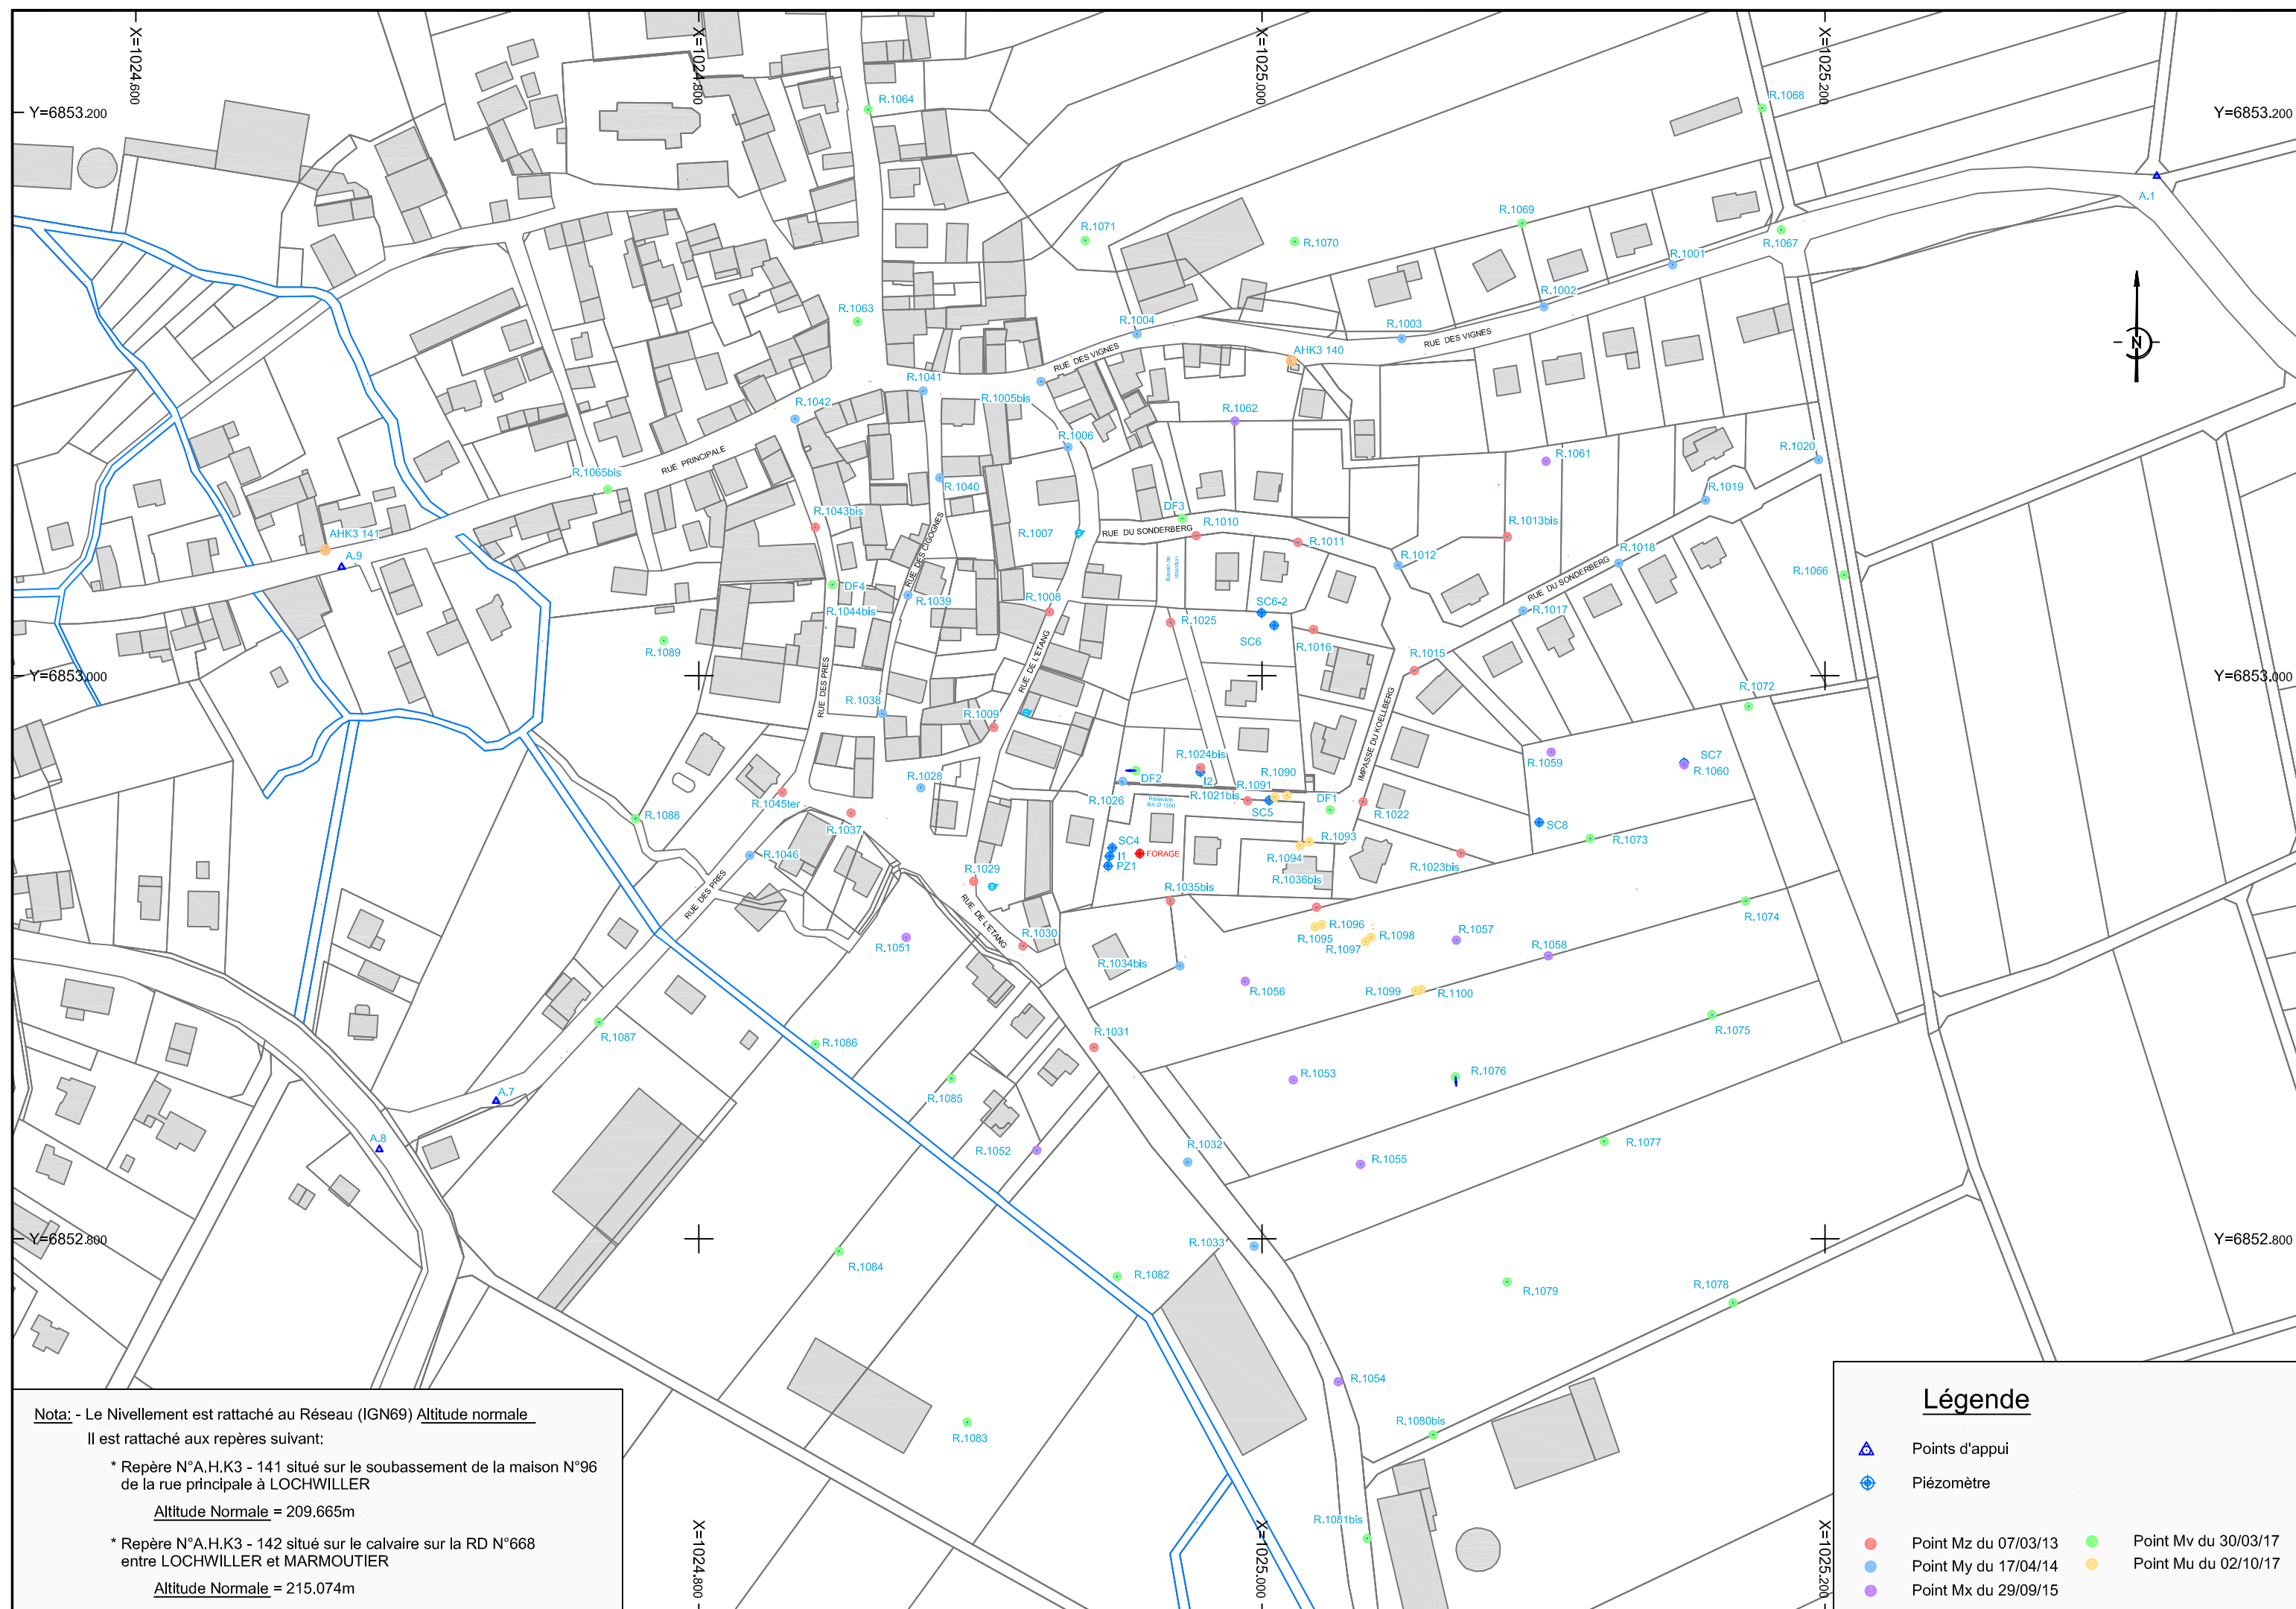 X=1024.600
X=1024.800
X=1025.000
X=1025.200
Y=6853.200
Y=6853.200
R.1064
R.1068
A.1
R.1071
R.1070
R.1069
R.1067
R.1001
R.1063
R.1002
R.1004
R.1003
RUE DES VIGNES
RUE DES VIGNES
AHK3 140
N
R.1041
R.1005bis
R.1042
R.1062
R.1006
R.1061
R.1020
RUE PRINCIPALE
R.1065bis
R.1040
R.1019
R.1043bis
DF3
R.1010
R.1007
RUE DU SONDERBERG
R.1013bis
AHK3 141
A.9
RUE DES CIGOGNES
R.1011
R.1012
R.1018
Bassin de
rétention
R.1066
DF4
R.1039
R.1044bis
R.1008
SC6-2
RUE DU SONDERBERG
R.1017
R.1025
SC6
R.1016
R.1089
RUE DE L'ETANG
R.1015
Y=6853.000
Y=6853.000
RUE DES PRES
R.1038
R.1009
IMPASSE DU KOELLBERG
R.1072
R.1024bis
R.1059
SC7
R.1060
R.1028
DF2
I2
R.1090
R.1091
R.1026
R.1021bis
Rétention
BA Ø 1500
SC5
DF1
R.1022
R.1045ter
R.1037
R.1088
SC8
R.1093
R.1073
SC4
I1
PZ1
FORAGE
R.1094
R.1046
R.1029
R.1023bis
R.1036bis
RUE DES PRES
R.1035bis
RUE DE L'ETANG
R.1074
R.1096
R.1095
R.1098
R.1097
R.1057
R.1051
R.1030
R.1058
R.1034bis
R.1056
R.1099
R.1100
R.1075
R.1087
R.1086
R.1031
R.1053
R.1076
A.7
R.1085
A.8
R.1052
R.1032
R.1055
R.1077
Y=6852.800
Y=6852.800
R.1033
R.1084
R.1082
R.1079
R.1078
R.1054
R.1083
R.1080bis
R.1081bis
X=1024.800
X=1025.000
X=1025.200
Nota: - Le Nivellement est rattaché au Réseau (IGN69) Altitude normale
Il est rattaché aux repères suivant:
* Repère N°A.H.K3 - 141 situé sur le soubassement de la maison N°96
de la rue principale à LOCHWILLER
Altitude Normale = 209.665m
* Repère N°A.H.K3 - 142 situé sur le calvaire sur la RD N°668
entre LOCHWILLER et MARMOUTIER
Altitude Normale = 215.074m
Légende
Points d'appui
Piézomètre
Point Mz du 07/03/13
Point Mv du 30/03/17
Point My du 17/04/14
Point Mu du 02/10/17
Point Mx du 29/09/15